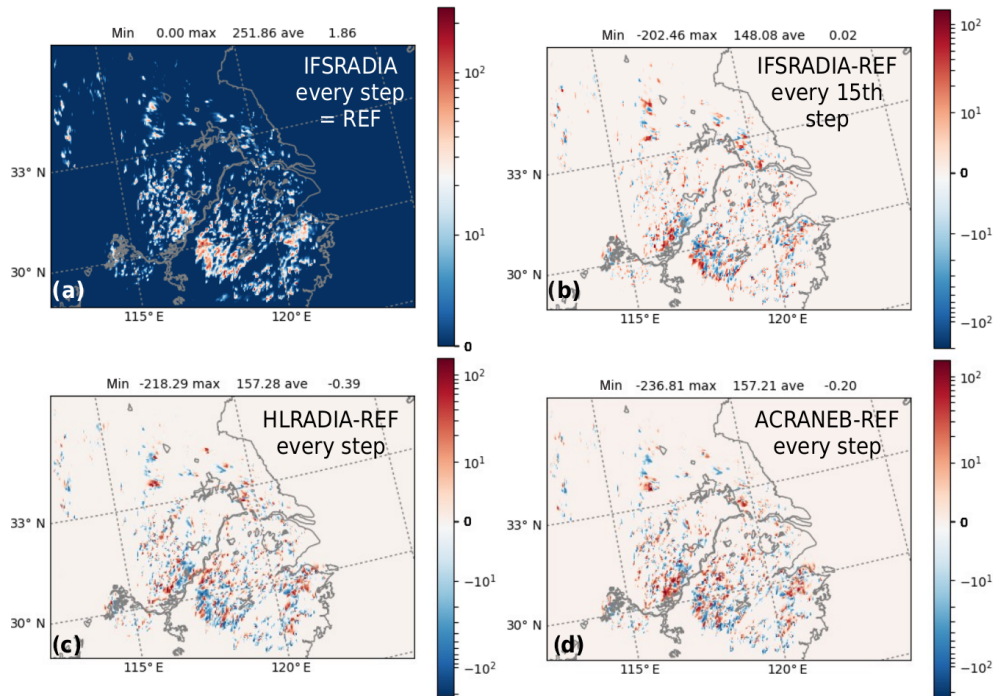 Min 0.00 max 251.86 ave 1.86
IFSRADIA
every step
= REF
(a)
33° N
30° N
115°E
120°E
10²
10¹
0
Min -202.46 max 148.08 ave 0.02
IFSRADIA-REF
every 15th
step
(b)
33° N
30° N
115°E
120°E
10²
10¹
0
−10¹
−10²
Min -218.29 max 157.28 ave -0.39
HLRADIA-REF
every step
(c)
33° N
30° N
115°E
120°E
10²
10¹
0
−10¹
−10²
Min -236.81 max 157.21 ave -0.20
ACRANEB-REF
every step
(d)
33° N
30° N
115°E
120°E
10²
10¹
0
−10¹
−10²